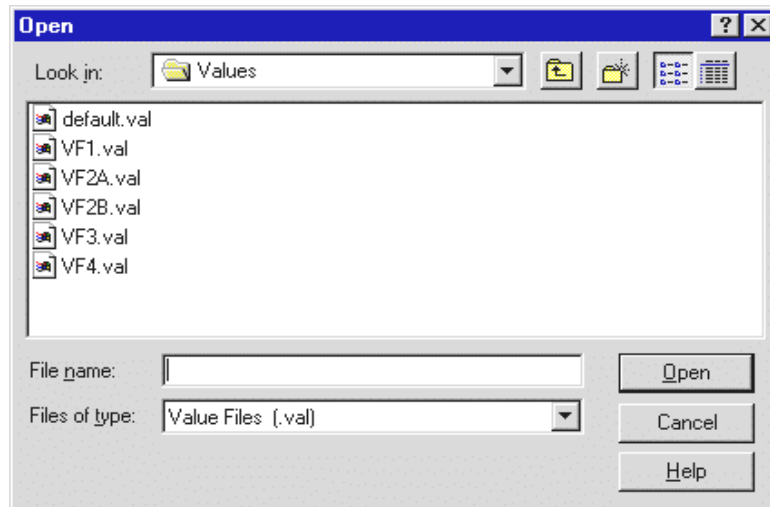 Open
Look in: Values
default.val
VF1.val
VF2A.val
VF2B.val
VF3.val
VF4.val
File name: Open
Files of type: Value Files (.val) Cancel
Help